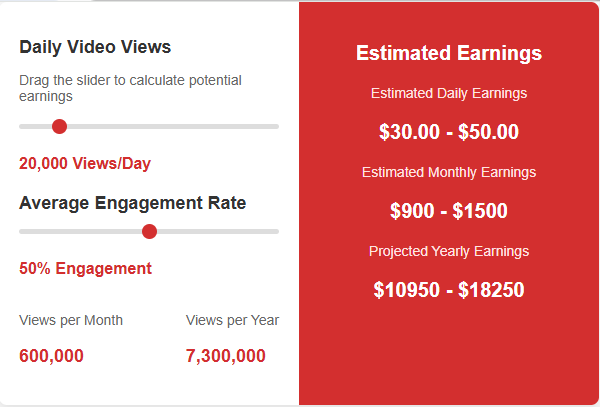 Daily Video Views
Drag the slider to calculate potential
earnings
20,000 Views/Day
Average Engagement Rate
50% Engagement
Views per Month
600,000
Views per Year
7,300,000
Estimated Earnings
Estimated Daily Earnings
$30.00 - $50.00
Estimated Monthly Earnings
$900 - $1500
Projected Yearly Earnings
$10950 - $18250